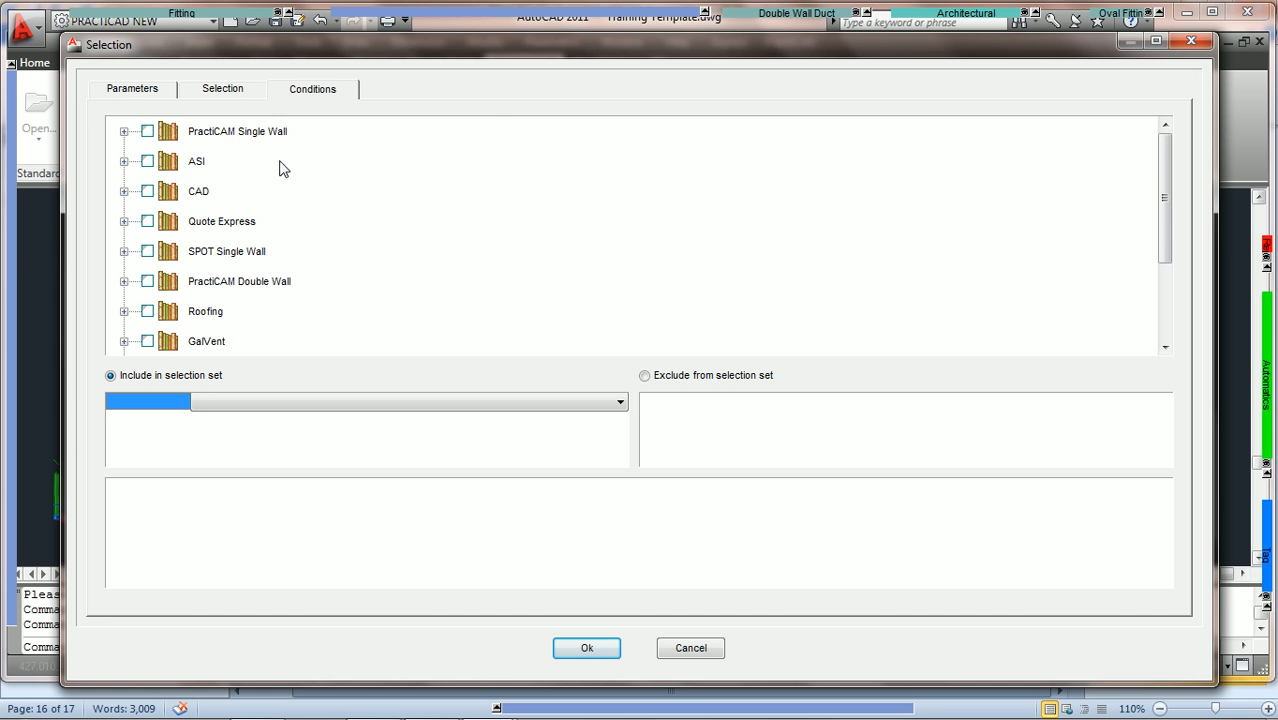 Fitting
Double Wall Duct
Architectural
Oval Fittin
PRACTICAD NEW
AutoCAD 2011
Training Template.dwg
Type a keyword or phrase
Selection
Home
Open...
Standard
Parameters
Selection
Conditions
PractiCAM Single Wall
ASI
CAD
Quote Express
SPOT Single Wall
PractiCAM Double Wall
Roofing
GalVent
Include in selection set
Exclude from selection set
Automatics
Tag
"Pleas
Comma
Comma
Comma
Ok
Cancel
Page: 16 of 17
Words: 3,009
110%